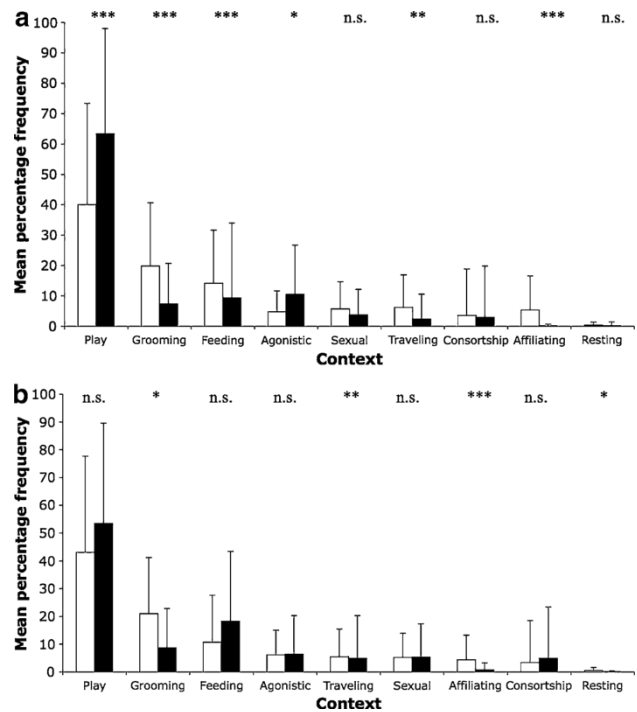 a
*** *** *** * n.s. ** n.s. *** n.s.
100
90
80
70
60
50
40
30
20
10
0
Mean percentage frequency
Play Grooming Feeding Agonistic Sexual Traveling Consortship Affiliating Resting
Context
b
n.s. * n.s. n.s. ** n.s. *** n.s. *
100
90
80
70
60
50
40
30
20
10
0
Mean percentage frequency
Play Grooming Feeding Agonistic Traveling Sexual Affiliating Consortship Resting
Context